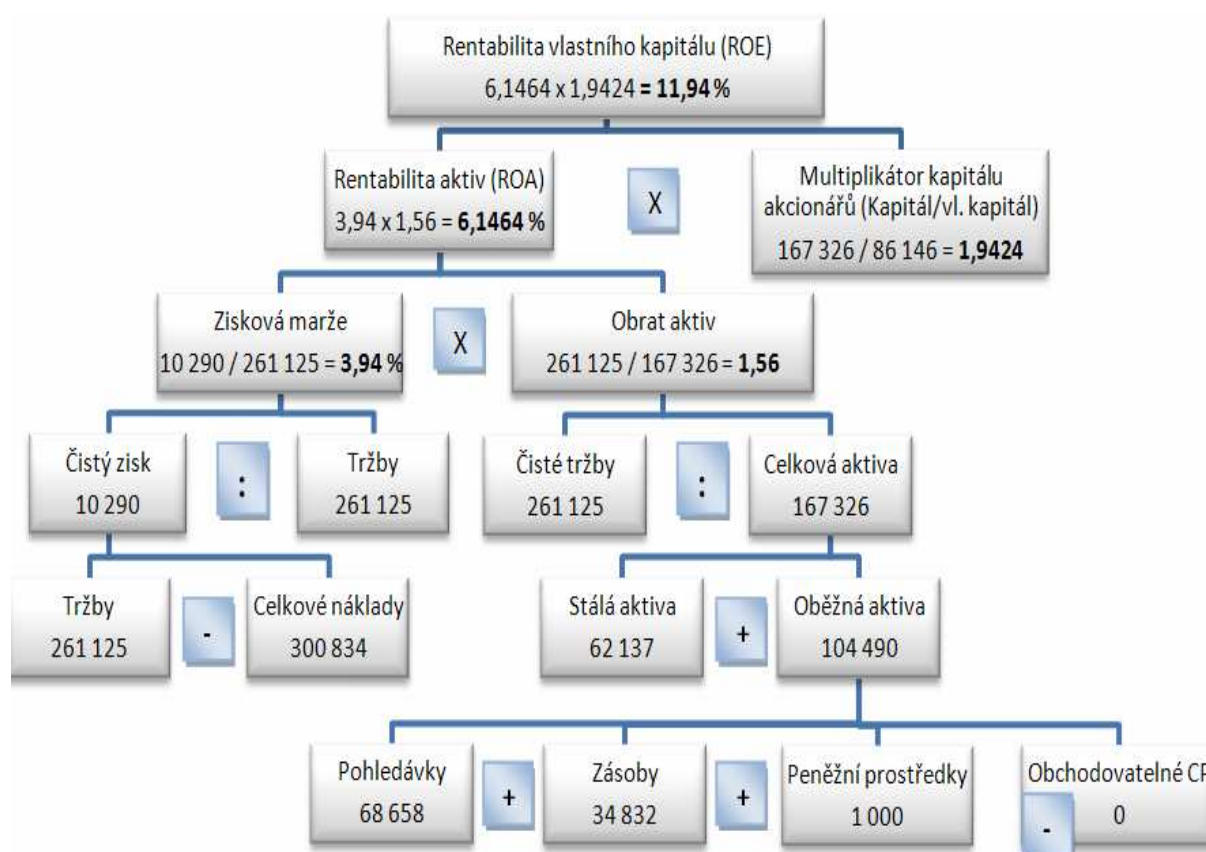 Rentabilita vlastního kapitálu (ROE)
6,1464 x 1,9424 = 11,94 %
Rentabilita aktiv (ROA)
3,94 x 1,56 = 6,1464 %
X
Multiplikátor kapitálu
akcionářů (Kapitál/vl. kapitál)
167 326 / 86 146 = 1,9424
Zisková marže
10 290 / 261 125 = 3,94 %
X
Obrat aktiv
261 125 / 167 326 = 1,56
Čistý zisk
10 290
:
Tržby
261 125
Čisté tržby
261 125
:
Celková aktiva
167 326
Tržby
261 125
-
Celkové náklady
300 834
Stálá aktiva
62 137
+
Oběžná aktiva
104 490
Pohledávky
68 658
+
Zásoby
34 832
+
Peněžní prostředky
1 000
-
Obchodovatelné CP
0